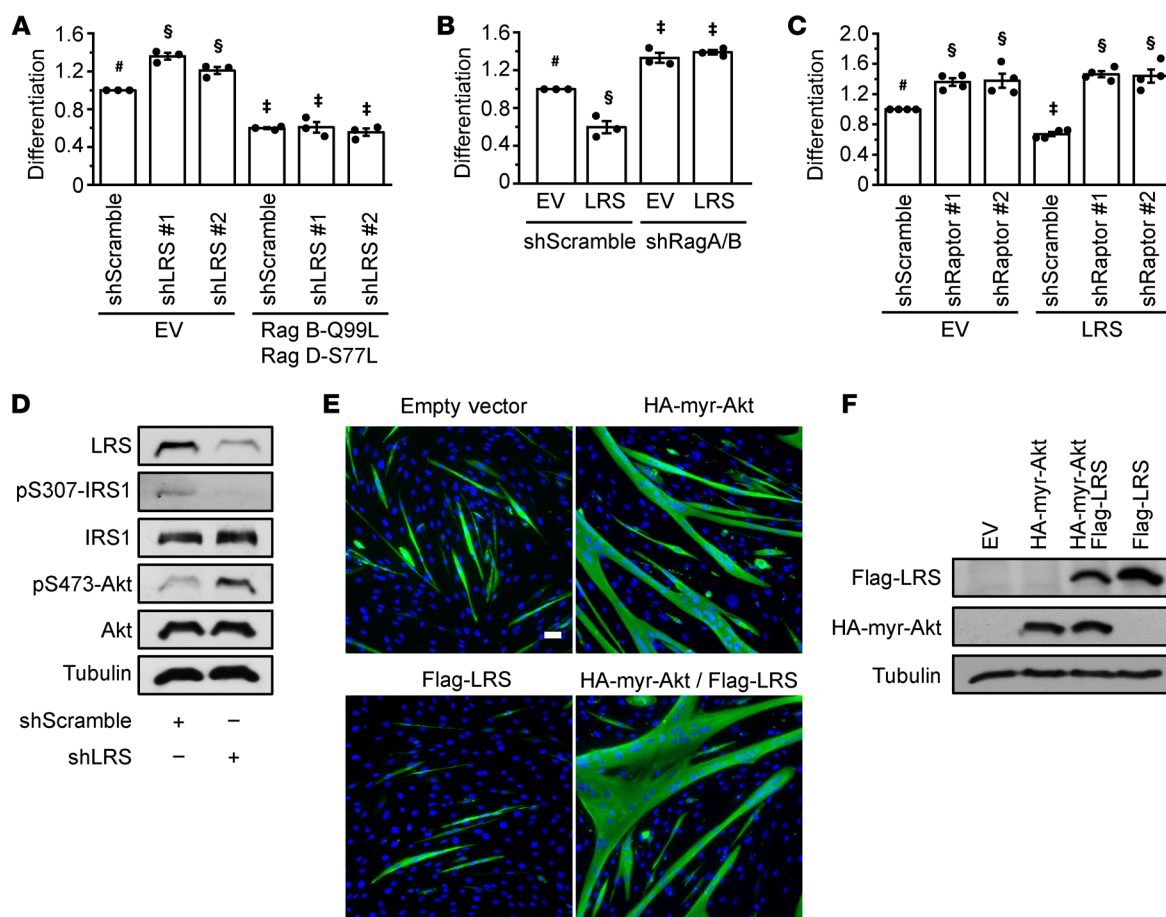 A
Differentiation
1.6
1.2
0.8
0.4
0
#
§
§
‡
‡
‡
shScramble
shLRS #1
shLRS #2
shScramble
shLRS #1
shLRS #2
EV
Rag B-Q99L
Rag D-S77L
B
Differentiation
1.6
1.2
0.8
0.4
0
#
§
‡
‡
EV
LRS
EV
LRS
shScramble
shRagA/B
C
Differentiation
2.0
1.6
1.2
0.8
0.4
0
#
§
§
‡
§
§
shScramble
shRaptor #1
shRaptor #2
shScramble
shRaptor #1
shRaptor #2
EV
LRS
D
LRS
pS307-IRS1
IRS1
pS473-Akt
Akt
Tubulin
shScramble + –
shLRS – +
E
Empty vector
HA-myr-Akt
Flag-LRS
HA-myr-Akt / Flag-LRS
F
EV
HA-myr-Akt
HA-myr-Akt
Flag-LRS
Flag-LRS
Flag-LRS
HA-myr-Akt
Tubulin